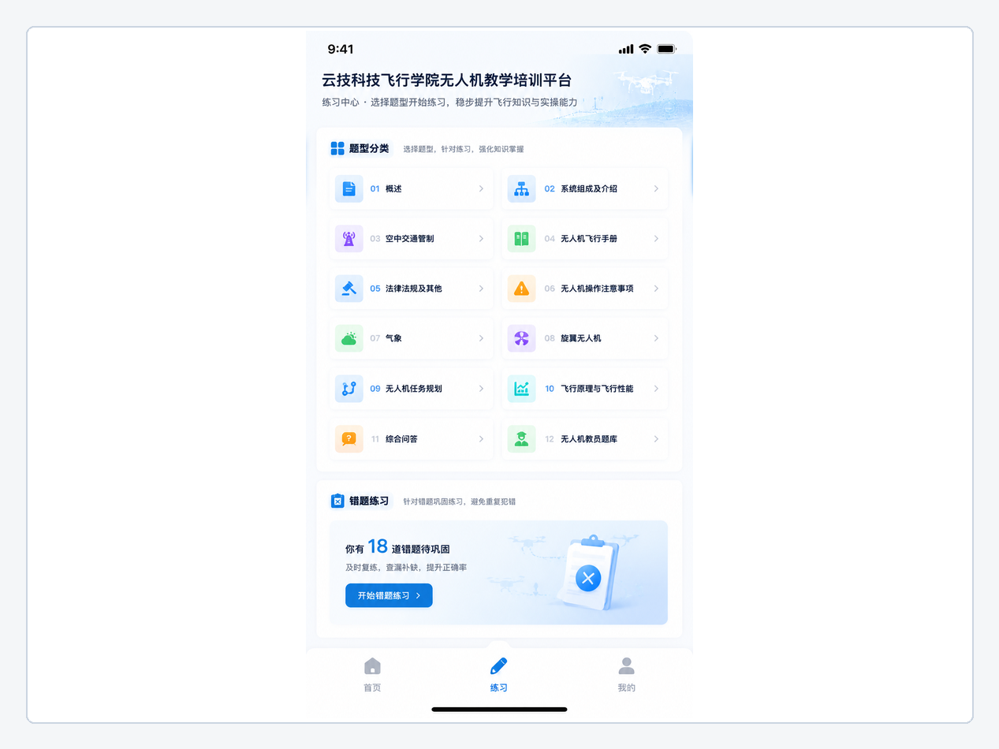 9:41
云技科技飞行学院无人机教学培训平台
练习中心 · 选择题型开始练习，稳步提升飞行知识与实操能力
题型分类 选择题型，针对练习，强化知识掌握
01 概述
02 系统组成及介绍
03 空中交通管制
04 无人机飞行手册
05 法律法规及其他
06 无人机操作注意事项
07 气象
08 旋翼无人机
09 无人机任务规划
10 飞行原理与飞行性能
11 综合问答
12 无人机教员题库
错题练习 针对错题巩固练习，避免重复犯错
你有 18 道错题待巩固
及时复练，查漏补缺，提升正确率
开始错题练习
首页 练习 我的